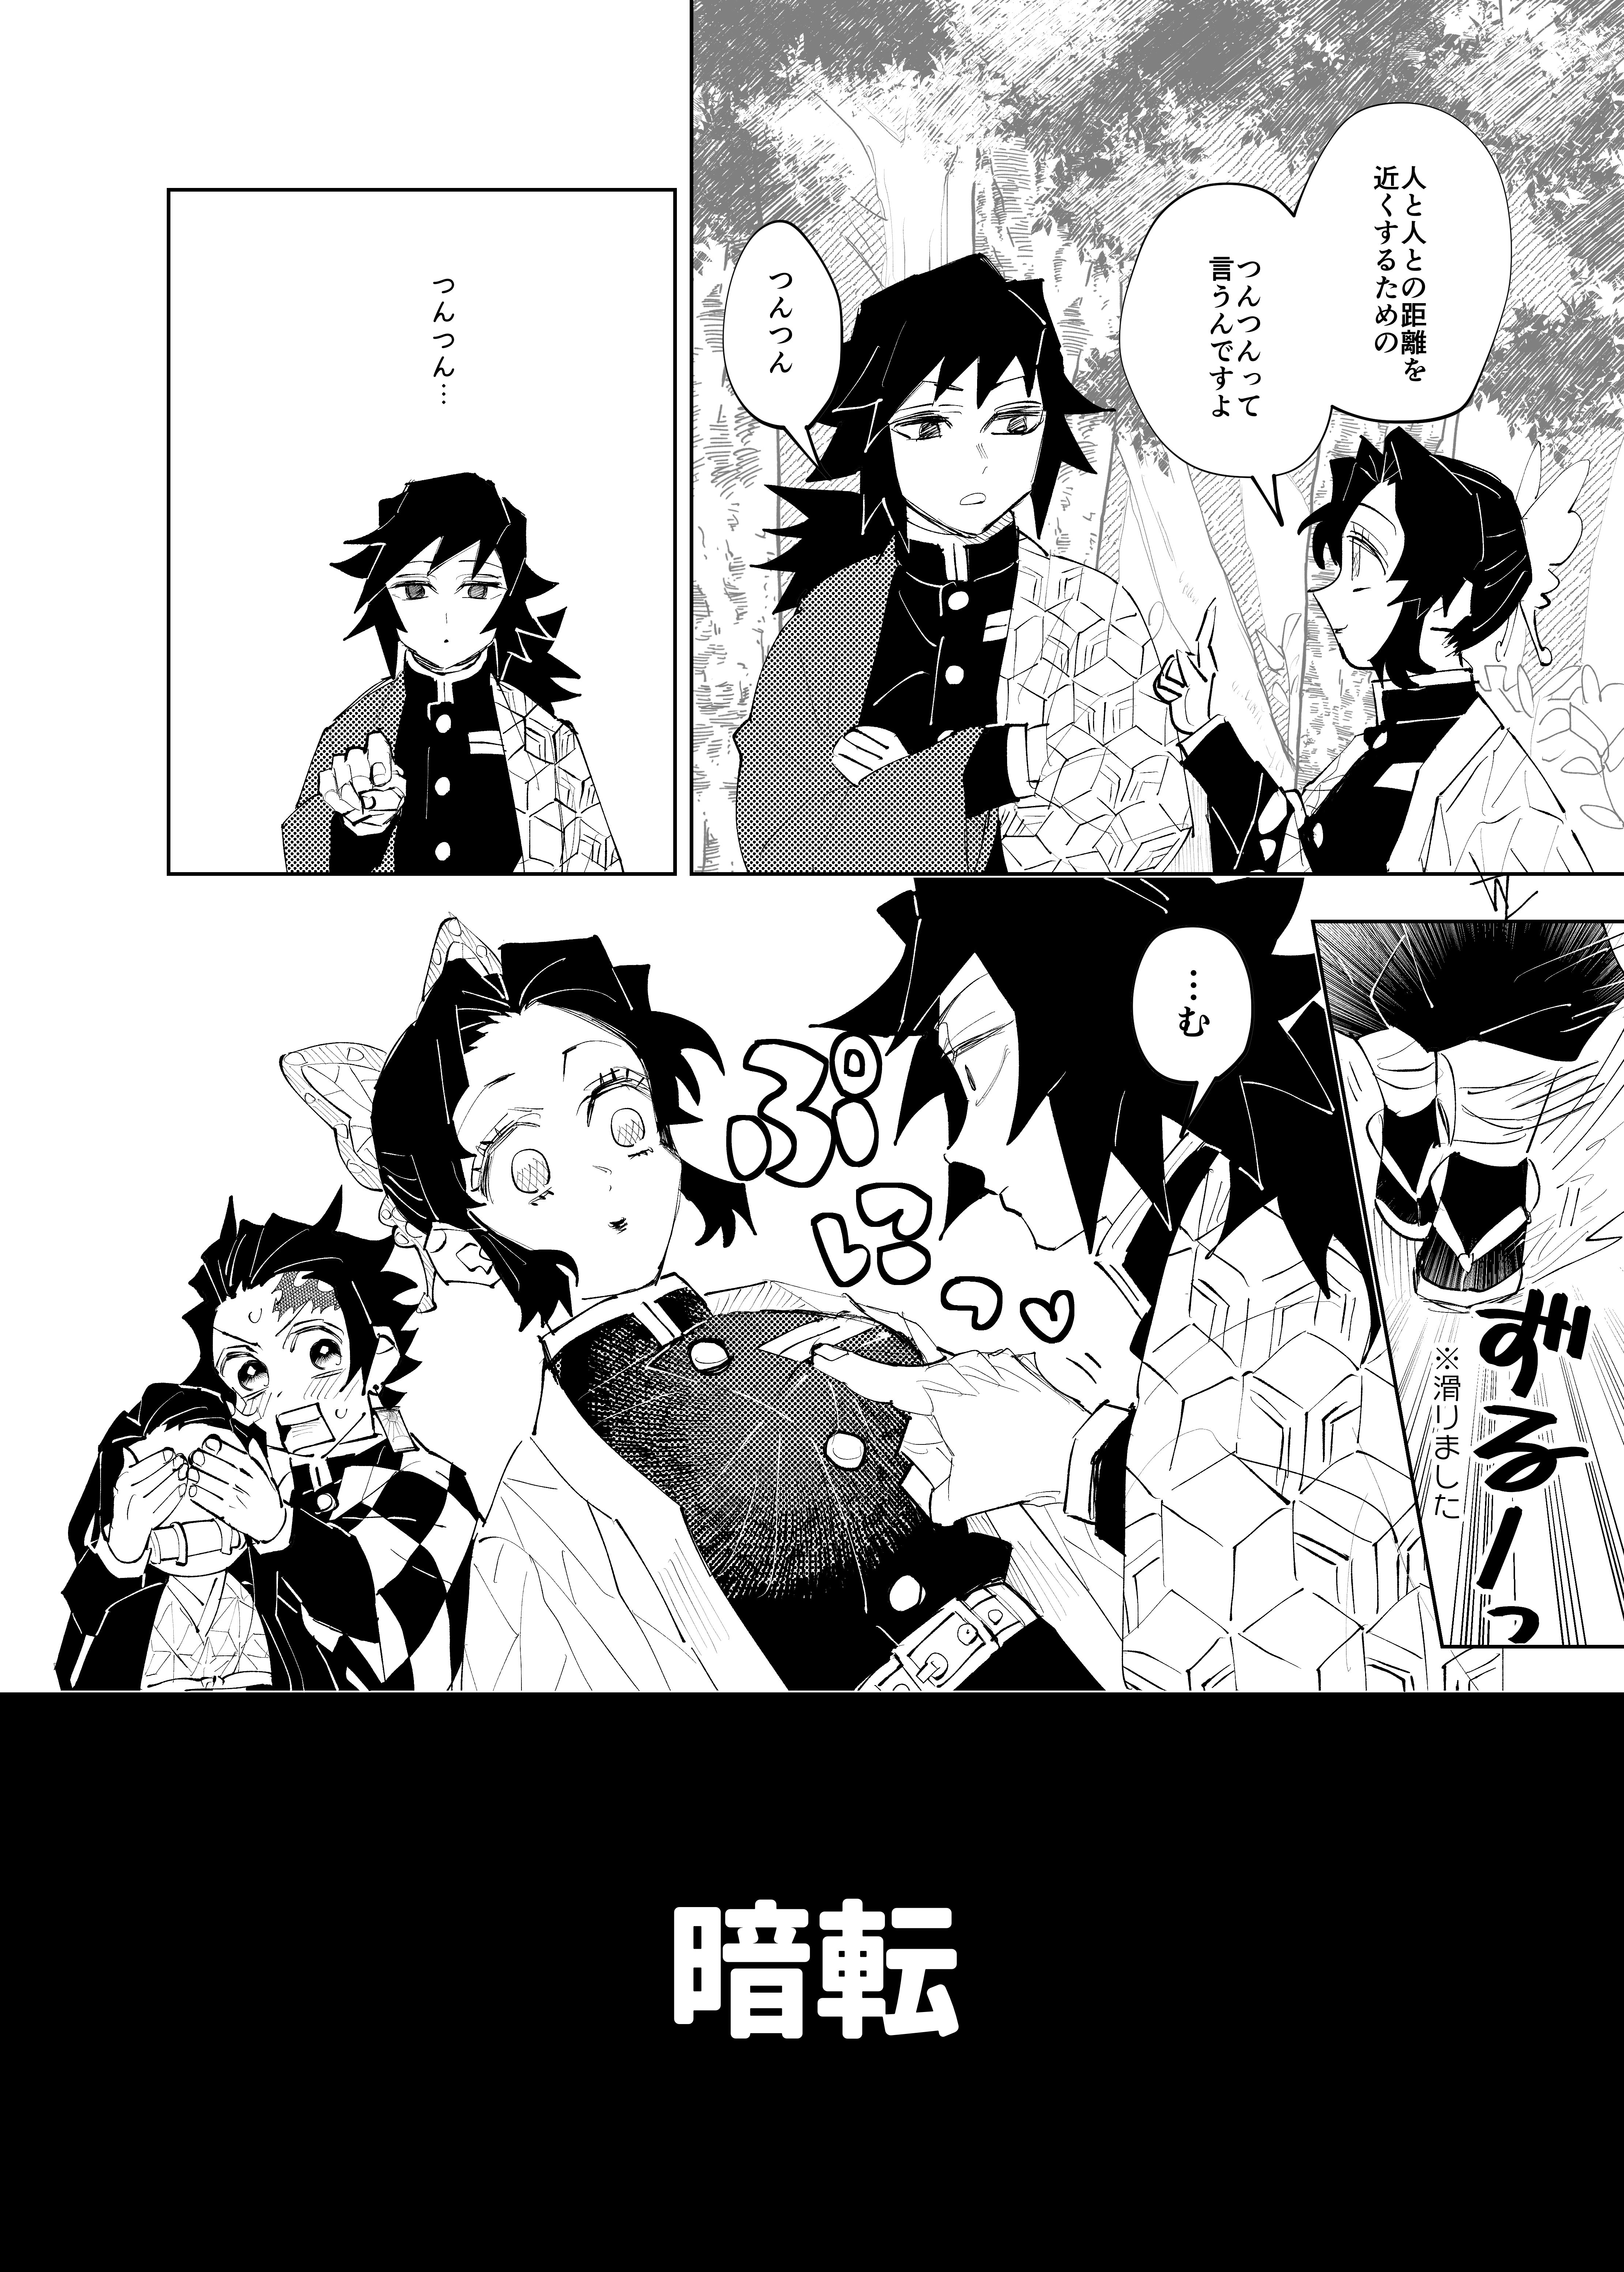 人と人との距離を
近くするための
つんつんって
言うんですよ
つんつん
つんつん…
ずるーっ
※滑りました
…む
ぷにっ♡
暗転